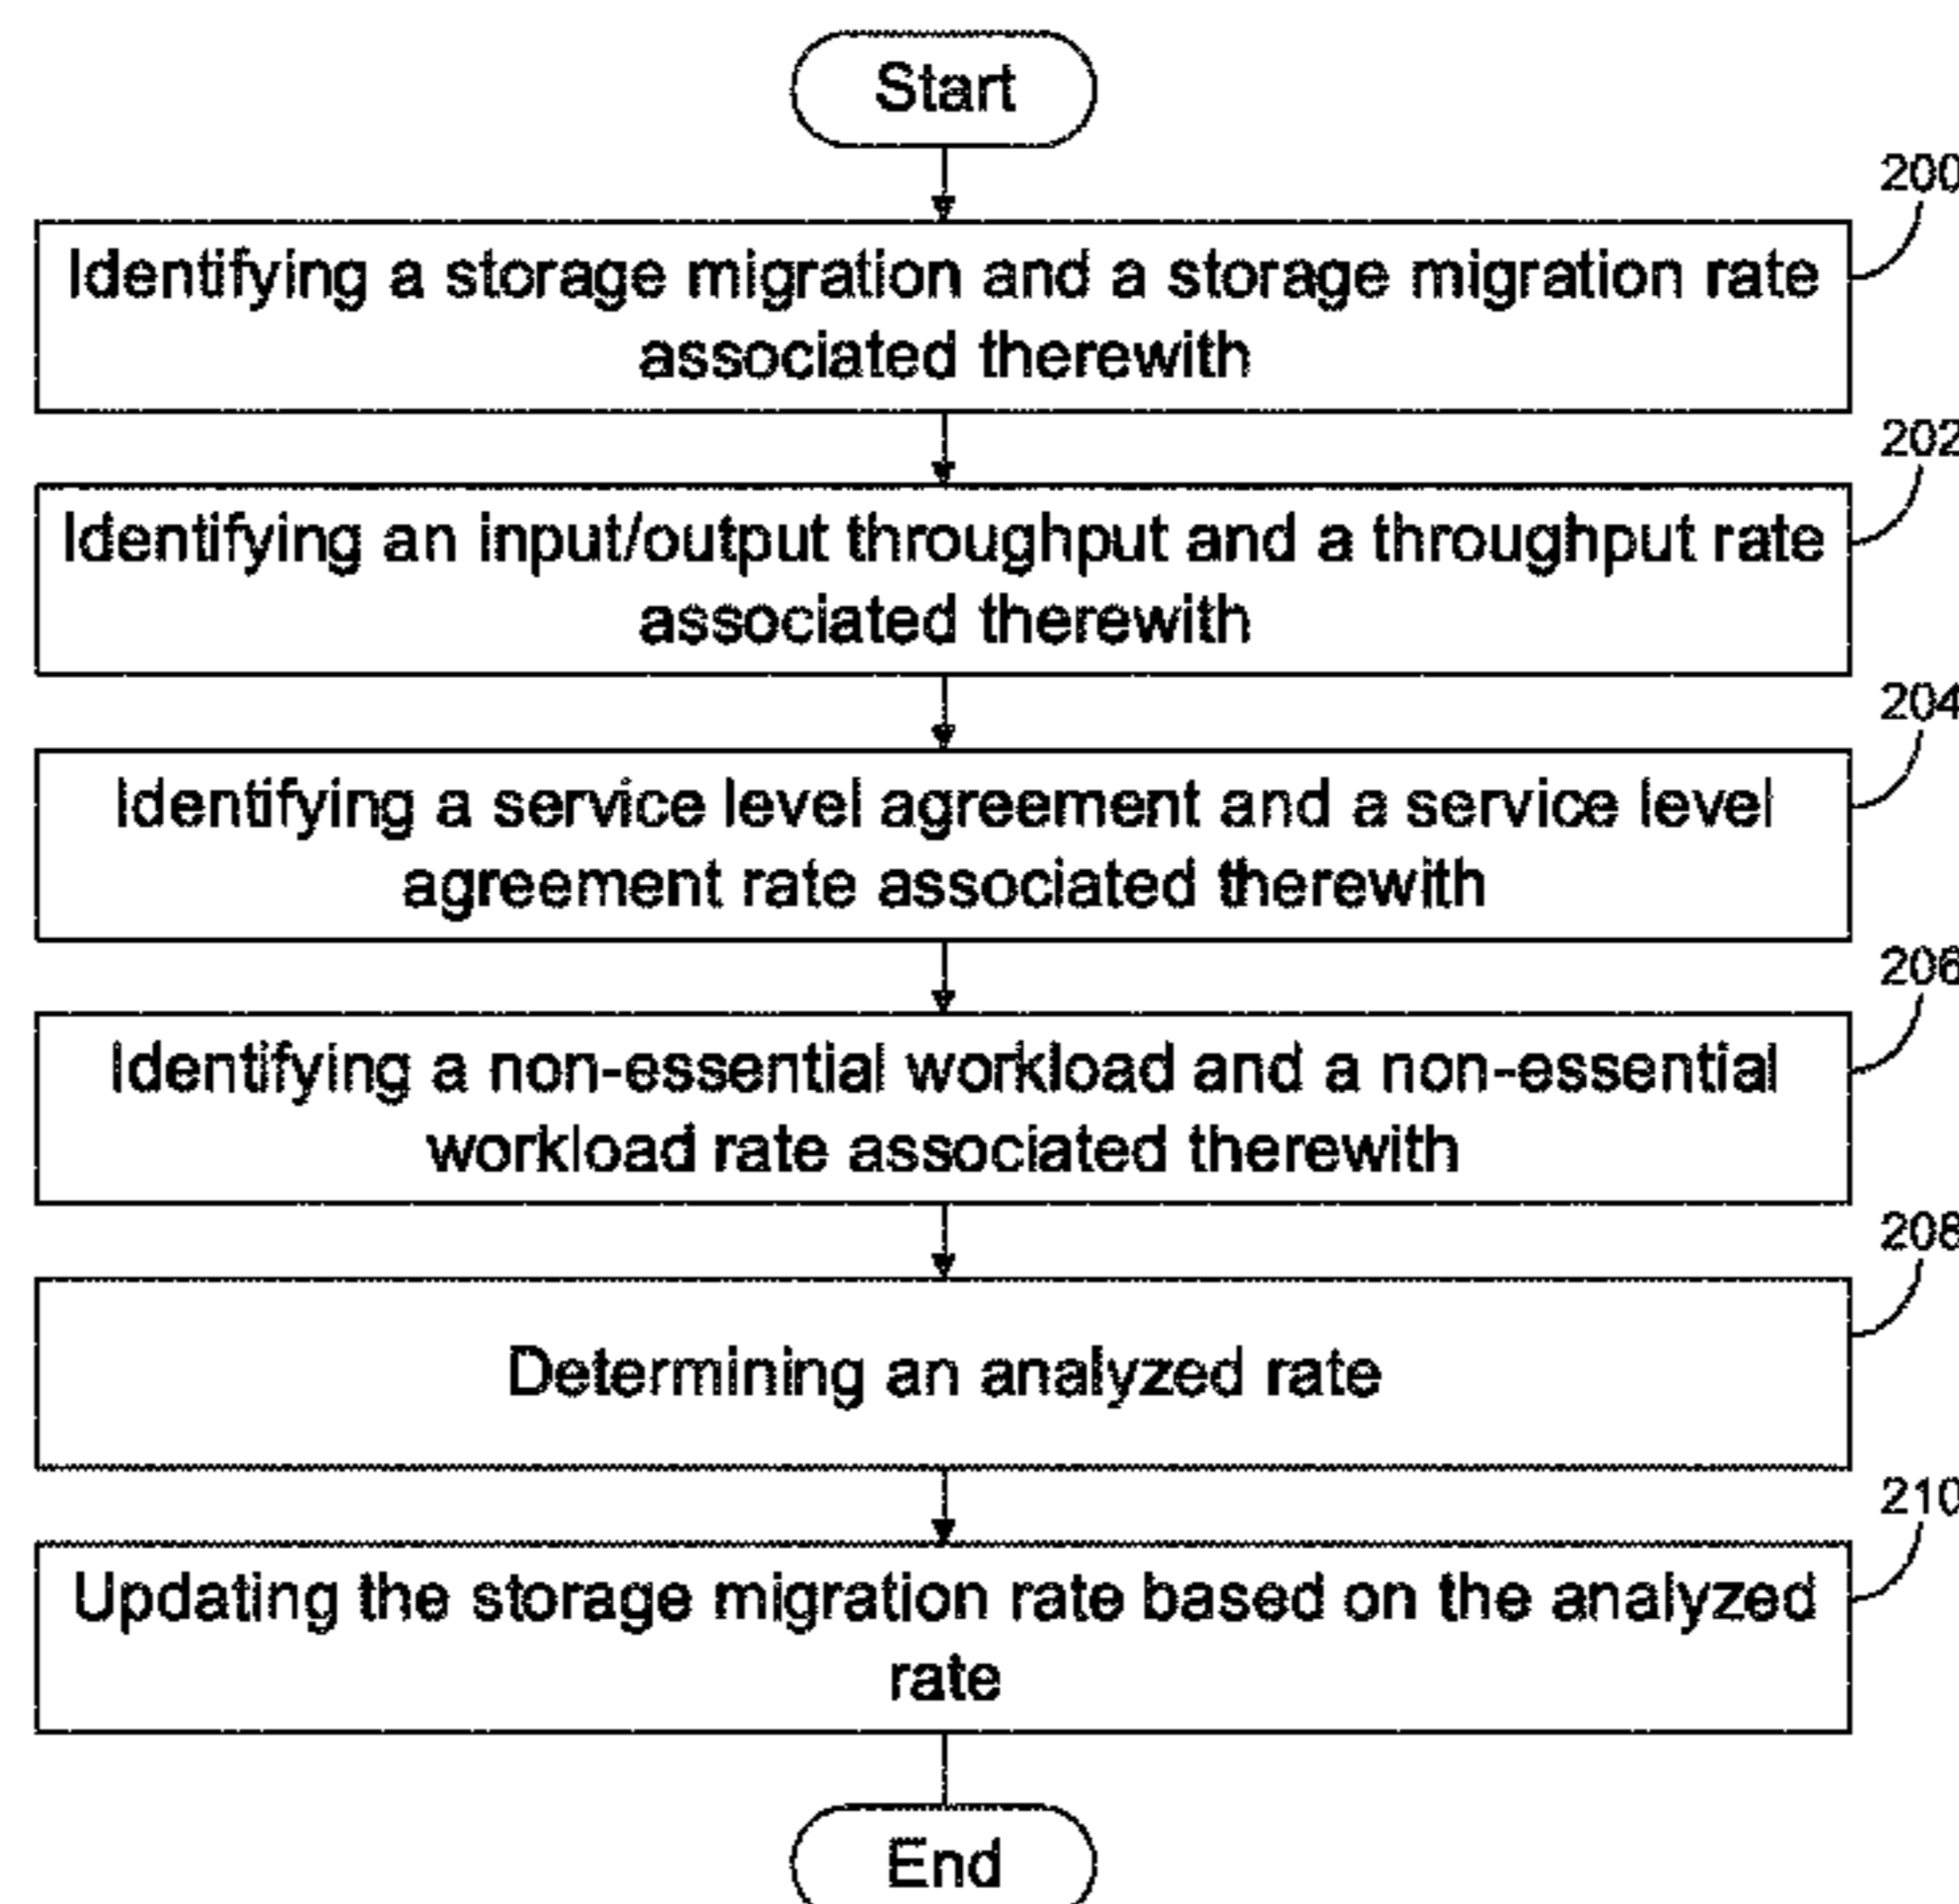 Start
200
Identifying a storage migration and a storage migration rate
associated therewith
202
Identifying an input/output throughput and a throughput rate
associated therewith
204
Identifying a service level agreement and a service level
agreement rate associated therewith
206
Identifying a non-essential workload and a non-essential
workload rate associated therewith
208
Determining an analyzed rate
210
Updating the storage migration rate based on the analyzed
rate
End